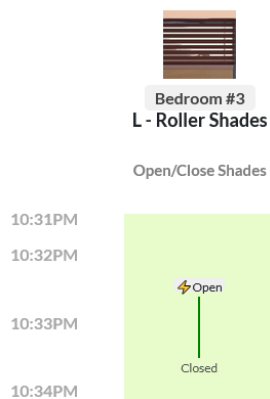 Bedroom #3
L - Roller Shades
Open/Close Shades
10:31PM
10:32PM
⚡Open
10:33PM
Closed
10:34PM